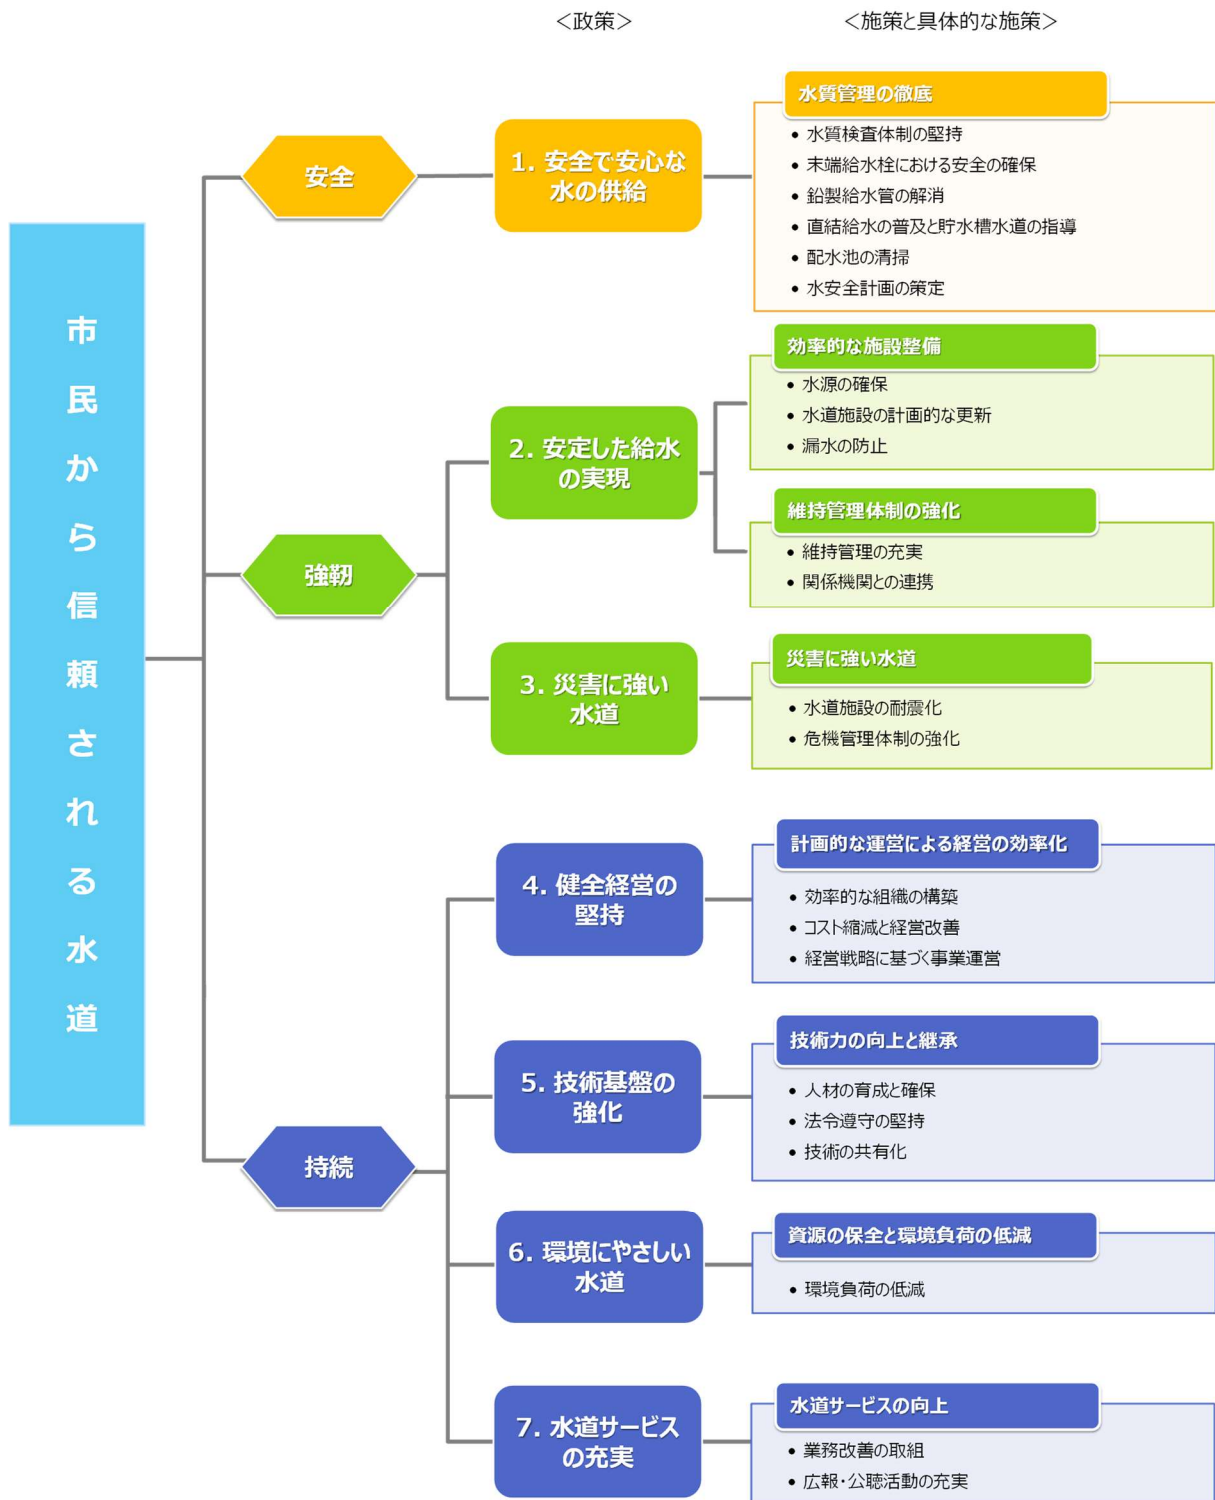 ＜政策＞
＜施策と具体的な施策＞
市民から信頼される水道
安全
1. 安全で安心な
水の供給
水質管理の徹底
• 水質検査体制の堅持
• 末端給水栓における安全の確保
• 鉛製給水管の解消
• 直結給水の普及と貯水槽水道の指導
• 配水池の清掃
• 水安全計画の策定
強靭
2. 安定した給水
の実現
効率的な施設整備
• 水源の確保
• 水道施設の計画的な更新
• 漏水の防止
維持管理体制の強化
• 維持管理の充実
• 関係機関との連携
3. 災害に強い
水道
災害に強い水道
• 水道施設の耐震化
• 危機管理体制の強化
持続
4. 健全経営の
堅持
計画的な運営による経営の効率化
• 効率的な組織の構築
• コスト縮減と経営改善
• 経営戦略に基づく事業運営
5. 技術基盤の
強化
技術力の向上と継承
• 人材の育成と確保
• 法令遵守の堅持
• 技術の共有化
6. 環境にやさしい
水道
資源の保全と環境負荷の低減
• 環境負荷の低減
7. 水道サービス
の充実
水道サービスの向上
• 業務改善の取組
• 広報・公聴活動の充実